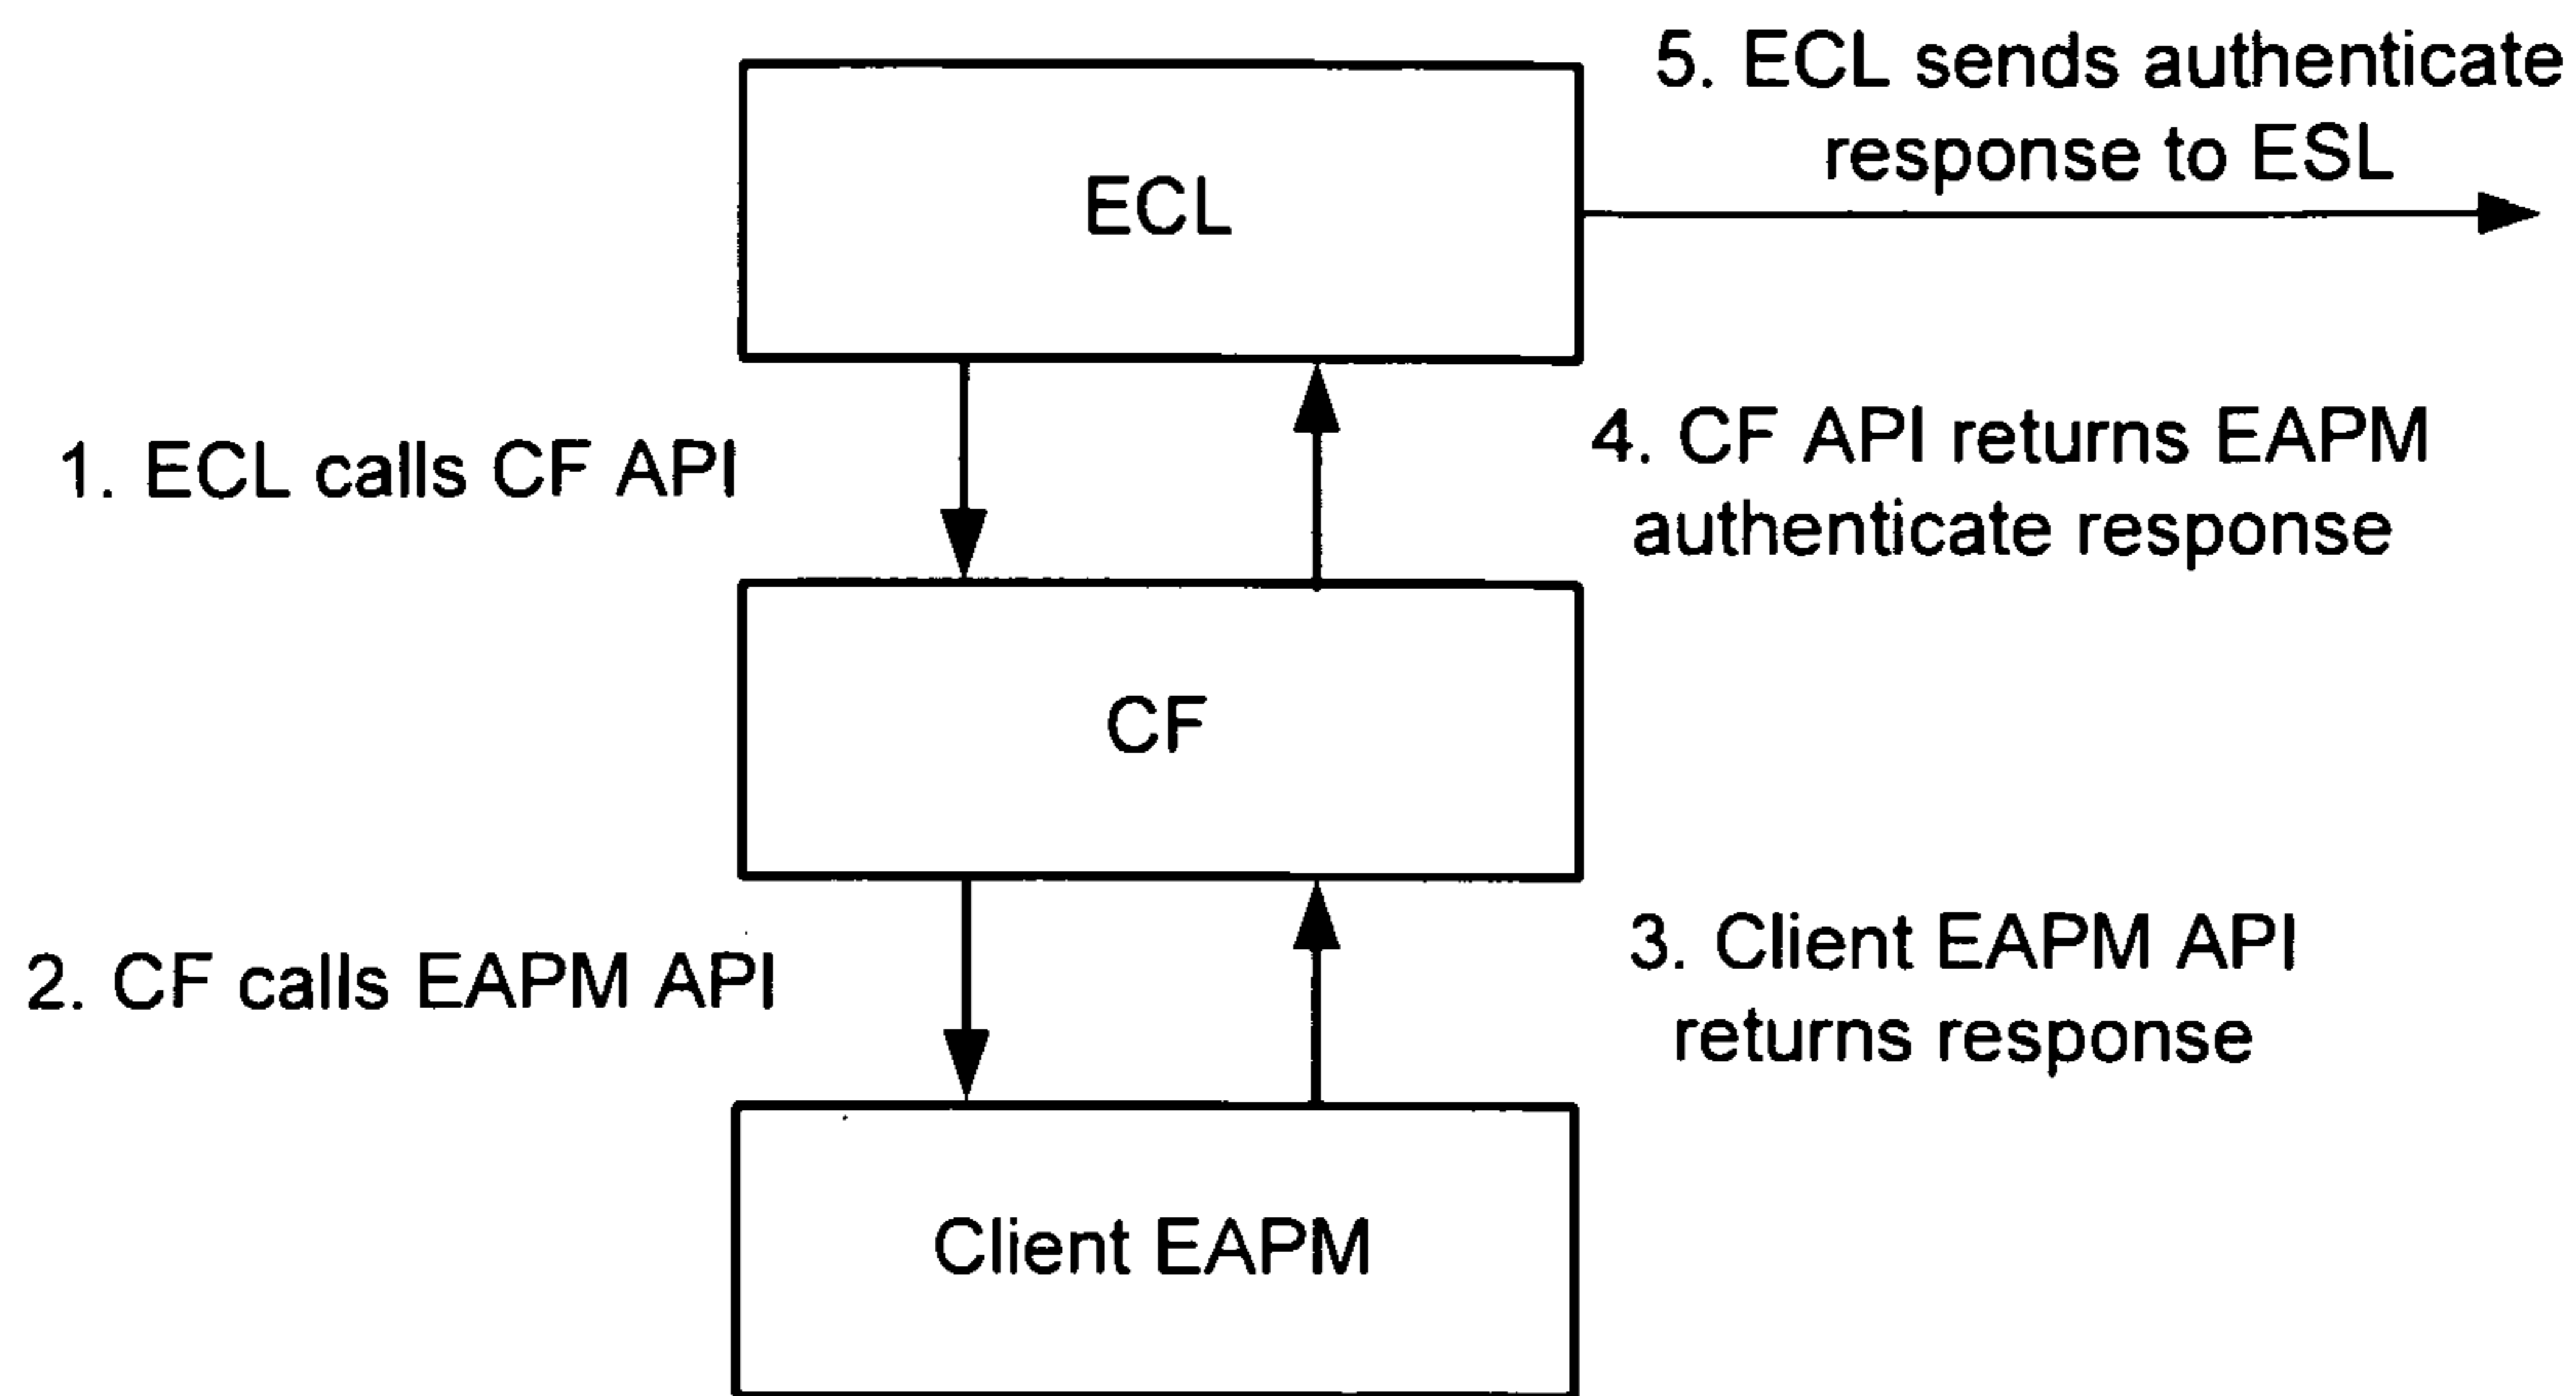 5. ECL sends authenticate
response to ESL
ECL
1. ECL calls CF API
4. CF API returns EAPM
authenticate response
CF
2. CF calls EAPM API
3. Client EAPM API
returns response
Client EAPM